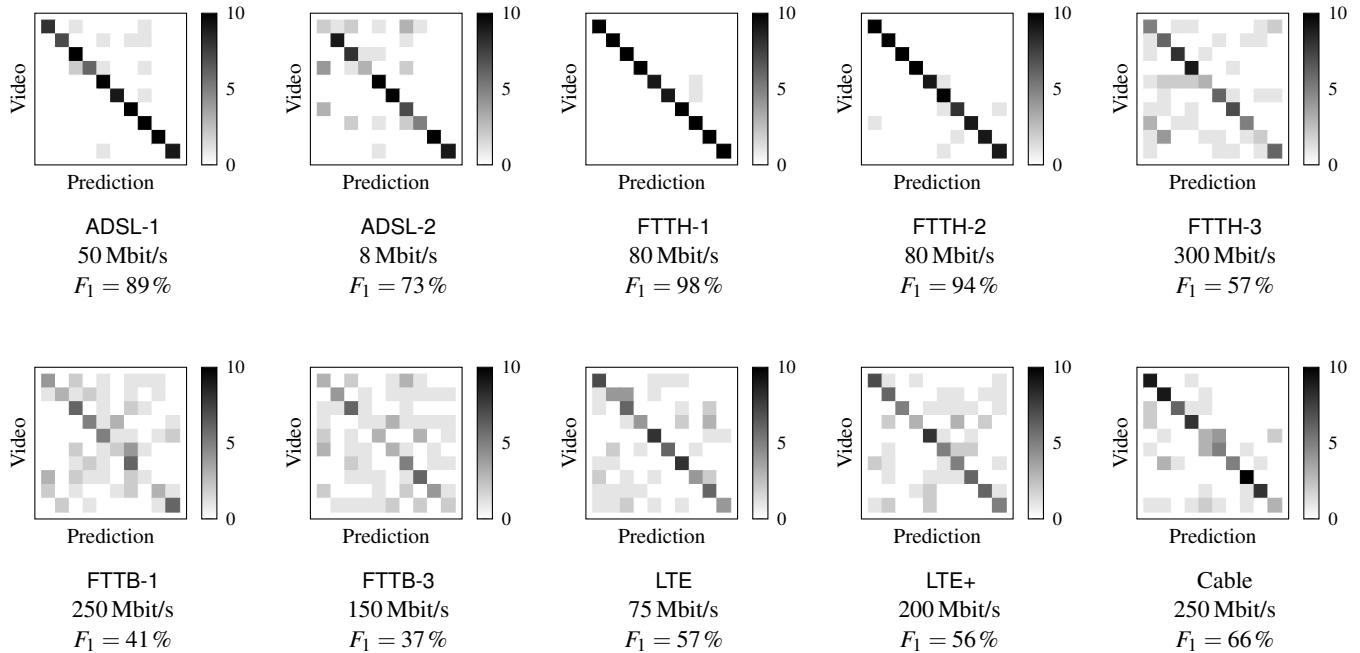 Video
10
5
0
Prediction
ADSL-1
50 Mbit/s
F1 = 89 %
Video
10
5
0
Prediction
ADSL-2
8 Mbit/s
F1 = 73 %
Video
10
5
0
Prediction
FTTH-1
80 Mbit/s
F1 = 98 %
Video
10
5
0
Prediction
FTTH-2
80 Mbit/s
F1 = 94 %
Video
10
5
0
Prediction
FTTH-3
300 Mbit/s
F1 = 57 %
Video
10
5
0
Prediction
FTTB-1
250 Mbit/s
F1 = 41 %
Video
10
5
0
Prediction
FTTB-3
150 Mbit/s
F1 = 37 %
Video
10
5
0
Prediction
LTE
75 Mbit/s
F1 = 57 %
Video
10
5
0
Prediction
LTE+
200 Mbit/s
F1 = 56 %
Video
10
5
0
Prediction
Cable
250 Mbit/s
F1 = 66 %